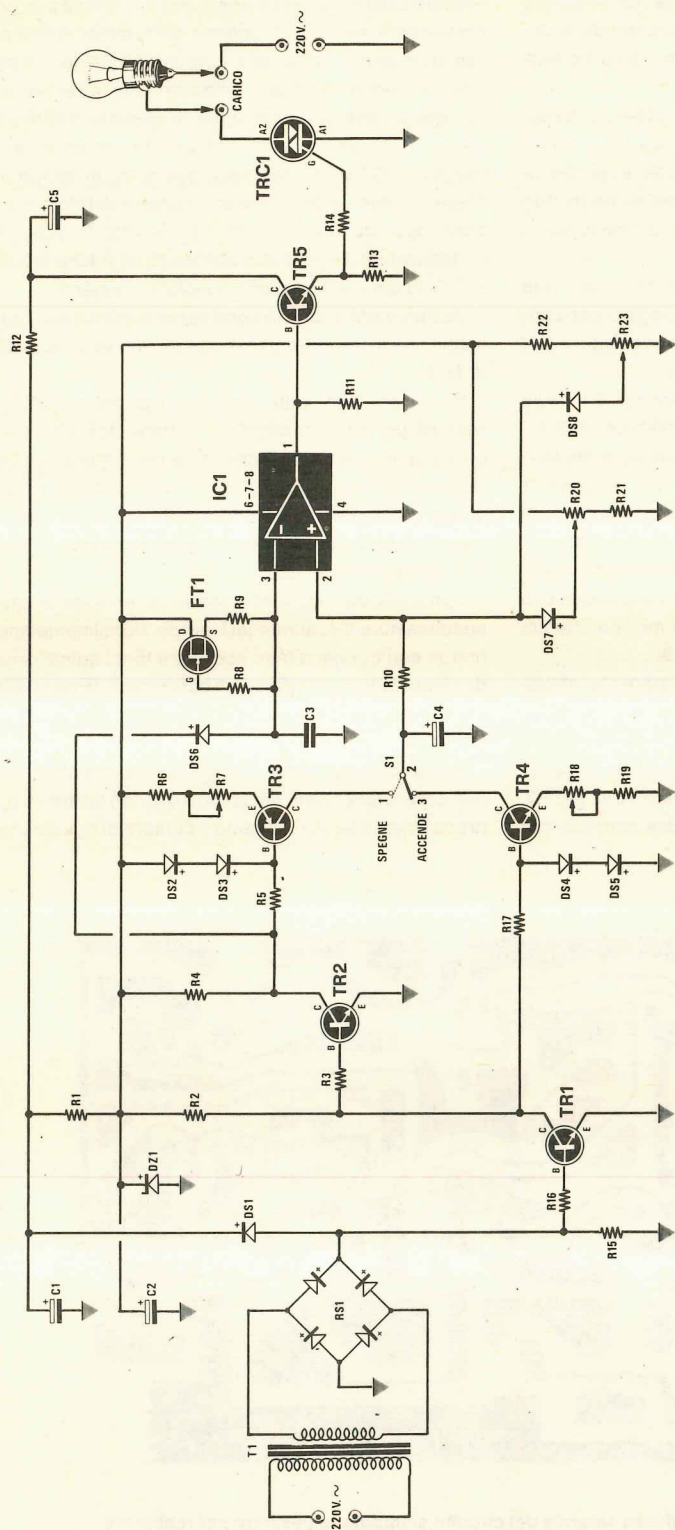 220V.~
T1
RS1
C1
C2
DS1
DZ1
R15
R16
B
C
E
TR1
R1
R2
R3
B
C
E
TR2
R4
R5
DS2
DS3
R6
R7
B
E
C
TR3
DS6
C3
R8
R9
G
D
S
FT1
SPEGNE
1
S1
2
3
ACCENDE
C4
R10
R17
B
C
E
TR4
DS4
DS5
R18
R19
IC1
6-7-8
3
2
-
+
1
4
R11
DS7
R20
R21
DS8
R22
R23
R12
C5
B
C
E
TR5
R13
R14
TRC1
G
A2
A1
CARICO
220V.~